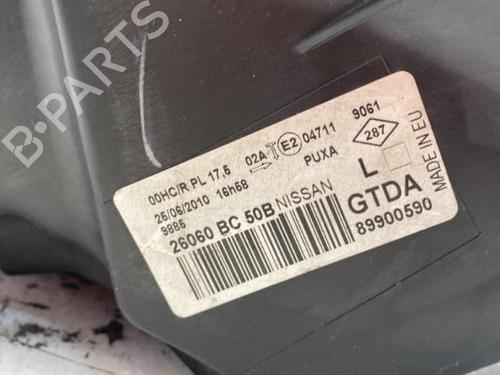 00HC/R PL 17,5 02A E2 04711 9061
25/06/2010 16h58 PUXA 287
9885
26060 BC 50B NISSAN L
GTDA
89900590
MADE IN EU
B-PARTS